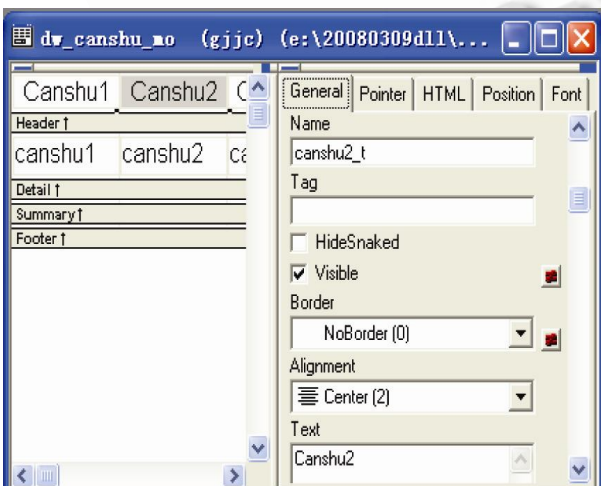 dw_canshu_mo (gjjc) (e:\20080309dll\...
Canshu1 Canshu2 C
Header ↑
canshu1 canshu2 ca
Detail ↑
Summary ↑
Footer ↑
General Pointer HTML Position Font
Name
canshu2_t
Tag
HideSnaked
Visible
Border
NoBorder (0)
Alignment
Center (2)
Text
Canshu2